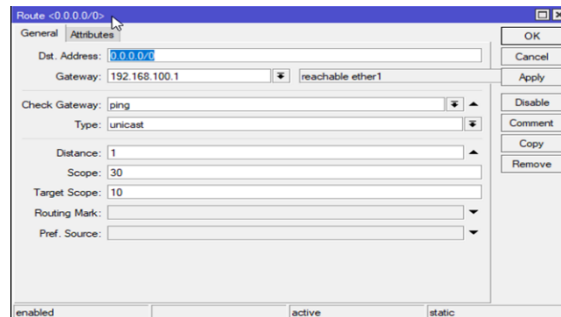 Route <0.0.0.0/0>
General Attributes
Dst. Address: 0.0.0.0/0
Gateway: 192.168.100.1 reachable ether1
Check Gateway: ping
Type: unicast
Distance: 1
Scope: 30
Target Scope: 10
Routing Mark:
Pref. Source:
OK
Cancel
Apply
Disable
Comment
Copy
Remove
enabled active static